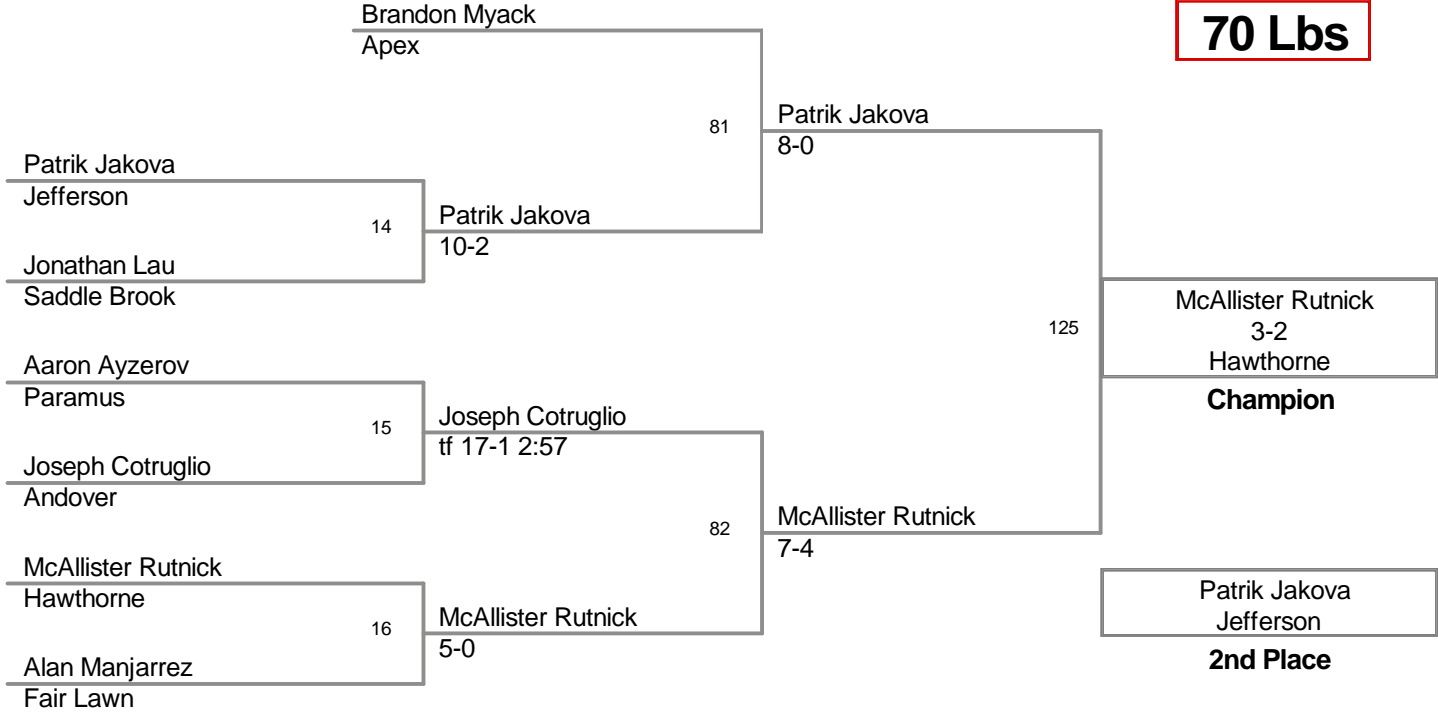 Brandon Myack
Apex
70 Lbs
81
Patrik Jakova
8-0
Patrik Jakova
Jefferson
14
Patrik Jakova
10-2
Jonathan Lau
Saddle Brook
125
McAllister Rutnick
3-2
Hawthorne
Champion
Aaron Ayzerov
Paramus
15
Joseph Cotruglio
tf 17-1 2:57
Joseph Cotruglio
Andover
82
McAllister Rutnick
7-4
McAllister Rutnick
Hawthorne
16
McAllister Rutnick
5-0
Alan Manjarrez
Fair Lawn
Patrik Jakova
Jefferson
2nd Place